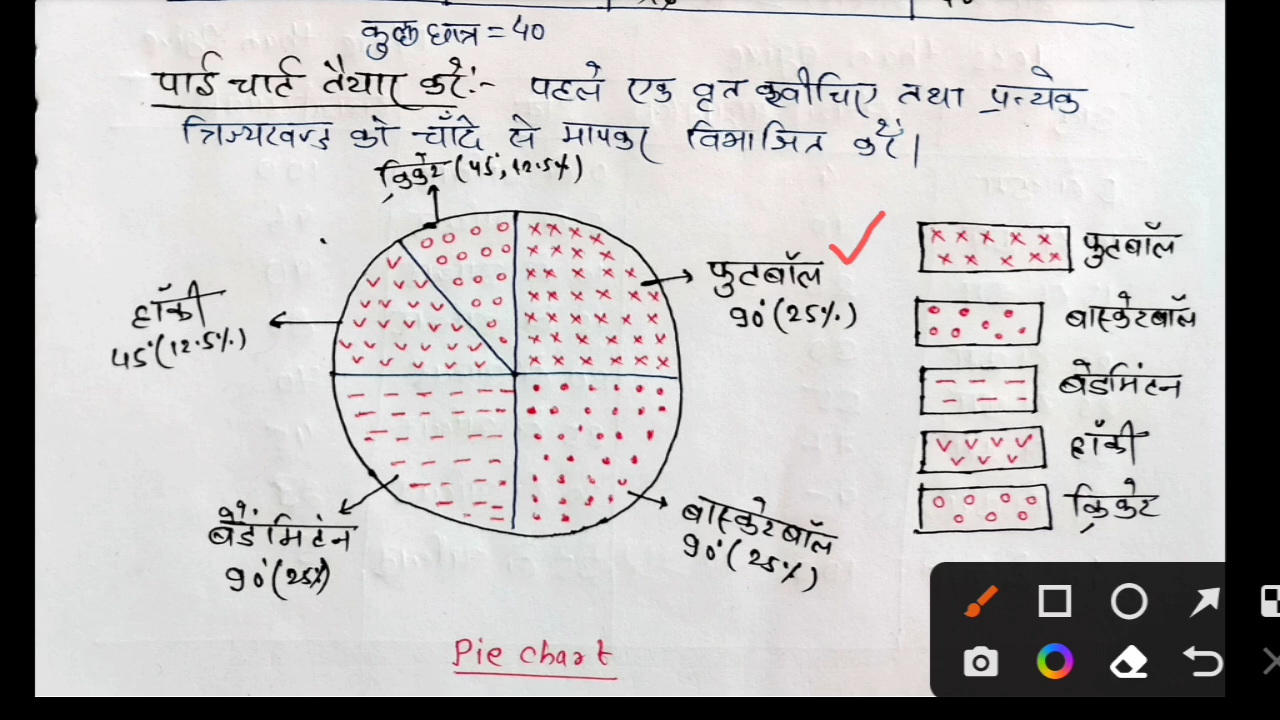 कुल छात्र = 40
पाई चार्ट तैयार करें:- पहले एक वृत खीचिए तथा प्रत्येक
त्रिज्यखण्ड को चाँदे से मापकर विभाजित करें।
क्रिकेट (45°, 12.5%)
फुटबॉल
90° (25%)
हॉकी
45° (12.5%)
बैडमिंटन
90° (25%)
बास्केटबॉल
90° (25%)
फुटबॉल
बास्केटबॉल
बैडमिंटन
हॉकी
क्रिकेट
Pie chart